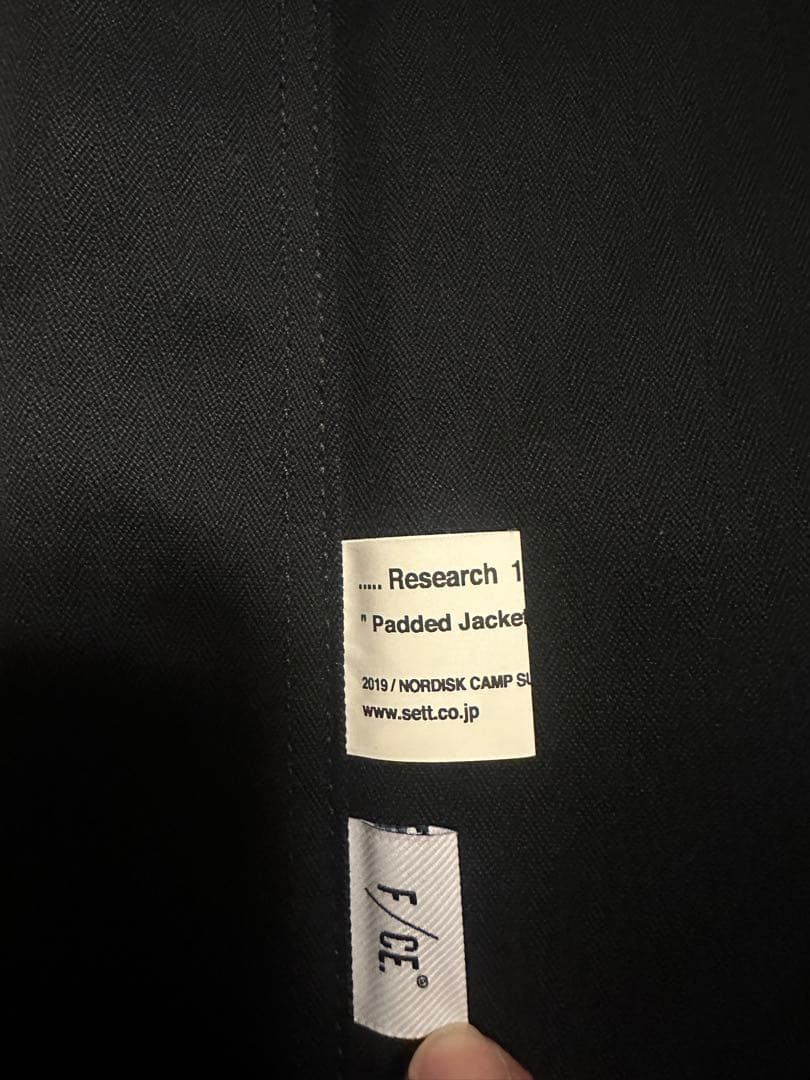 ..... Research 1
" Padded Jacket
2019 / NORDISK CAMP SU
www.sett.co.jp
F/CE.®